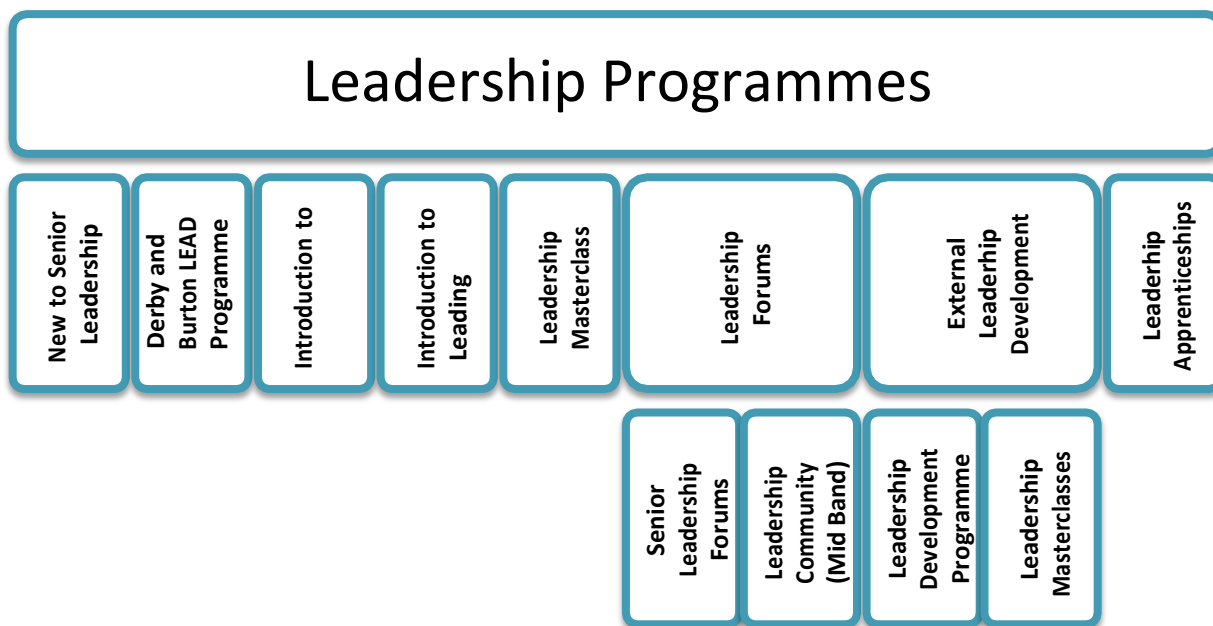 Leadership Programmes
New to Senior
Leadership
Derby and
Burton LEAD
Programme
Introduction to
Introduction to
Leading
Leadership
Masterclass
Leadership
Forums
External
Leaderhip
Development
Leaderhip
Apprenticeships
Senior
Leadership
Forums
Leadership
Community
(Mid Band)
Leadership
Development
Programme
Leadership
Masterclasses